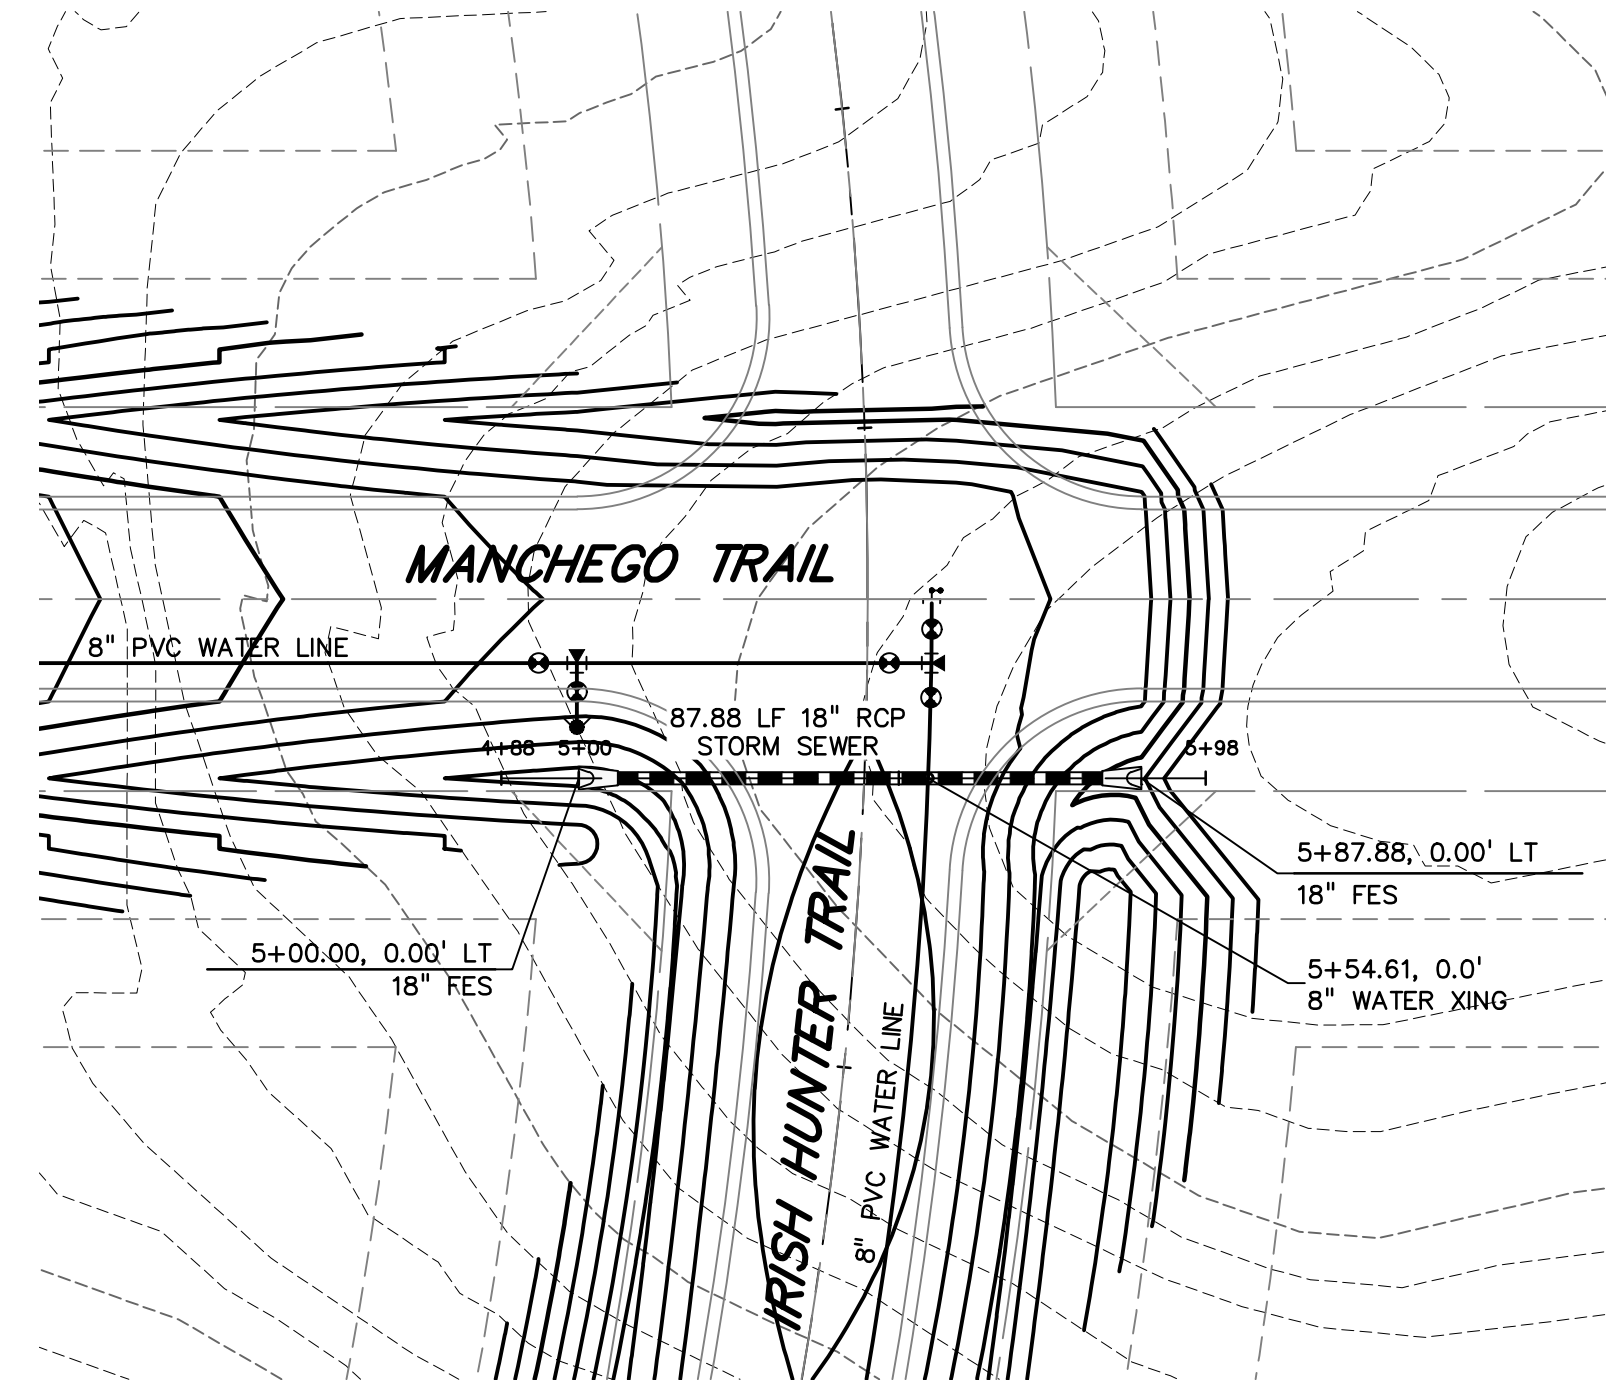 MANCHEGO TRAIL
8" PVC WATER LINE
87.88 LF 18" RCP
STORM SEWER
4+88
5+00
5+98
5+87.88, 0.00' LT
18" FES
5+00.00, 0.00' LT
18" FES
5+54.61, 0.0'
8" WATER XING
IRISH HUNTER TRAIL
8" PVC WATER LINE